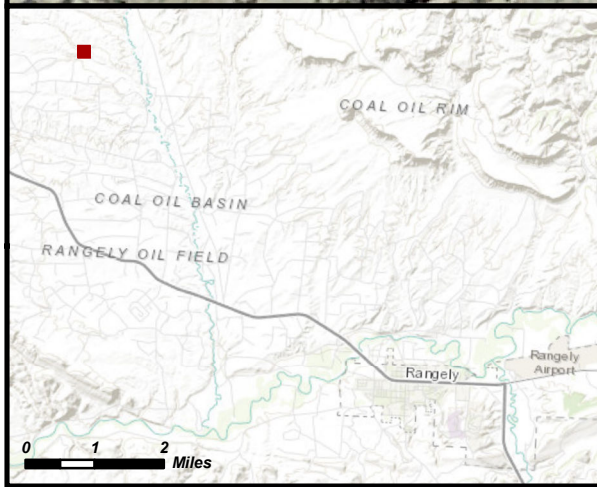 COAL OIL RIM
COAL OIL BASIN
RANGELY OIL FIELD
Rangely
Airport
Rangely
0 1 2
Miles